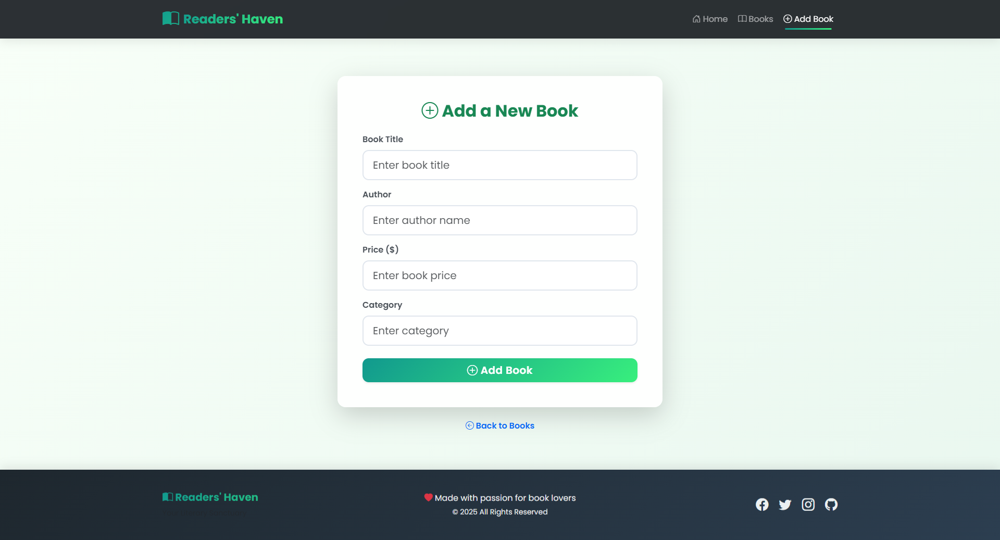 Readers' Haven
Home
Books
Add Book
Add a New Book
Book Title
Enter book title
Author
Enter author name
Price ($)
Enter book price
Category
Enter category
Add Book
Back to Books
Readers' Haven
Your Literary Sanctuary
Made with passion for book lovers
© 2025 All Rights Reserved